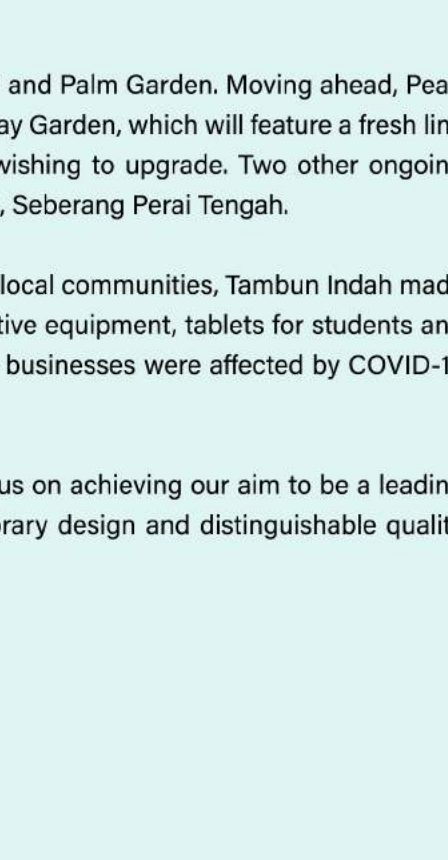 and Palm Garden. Moving ahead, Pea
ay Garden, which will feature a fresh lin
wishing to upgrade. Two other ongoin
, Seberang Perai Tengah.
local communities, Tambun Indah mad
tive equipment, tablets for students an
businesses were affected by COVID-1
us on achieving our aim to be a leadin
rary design and distinguishable qualit